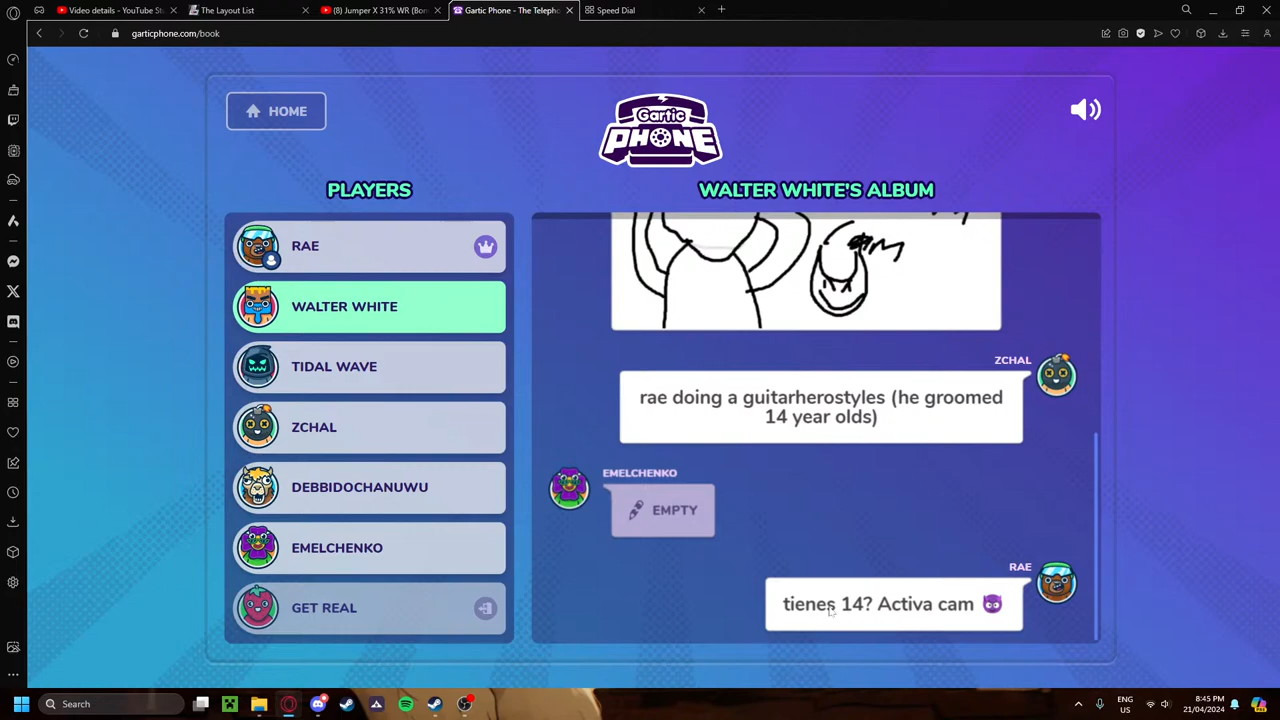 Video details - YouTube Stu
The Layout List
(8) Jumper X 31% WR (Bon
Gartic Phone - The Teleph
Speed Dial
garticphone.com/book
HOME
Gartic
PHONE
PLAYERS
WALTER WHITE'S ALBUM
RAE
WALTER WHITE
TIDAL WAVE
ZCHAL
DEBBIDOCHANUWU
EMELCHENKO
GET REAL
ZCHAL
rae doing a guitarherostyles (he groomed
14 year olds)
EMELCHENKO
EMPTY
RAE
tienes 14? Activa cam 😈
Search
ENG
US
8:45 PM
21/04/2024